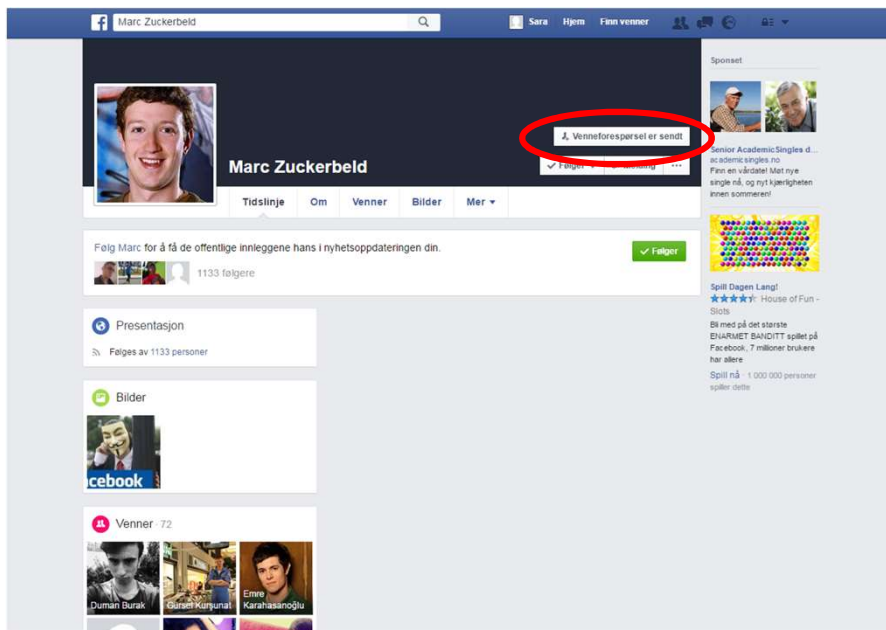 Marc Zuckerbeld
Sara Hjem Finn venner
Sponset
Venneforespørsel er sendt
Marc Zuckerbeld
Følger
Melding
Tidslinje Om Venner Bilder Mer
Senior AcademicSingles d...
academicsingles.no
Finn en vårdate! Møt nye
single nå, og nyt kjærligheten
innen sommeren!
Følg Marc for å få de offentlige innleggene hans i nyhetsoppdateringen din.
Følger
1133 følgere
Spill Dagen Lang!
House of Fun -
Slots
Bli med på det største
ENARMET BANDITT spillet på
Facebook, 7 millioner brukere
har allere
Spill nå · 1 000 000 personer
spiller dette
Presentasjon
Følges av 1133 personer
Bilder
cebook
Venner · 72
Duman Burak
Gürsel Kurşunat
Emre
Karahasanoğlu